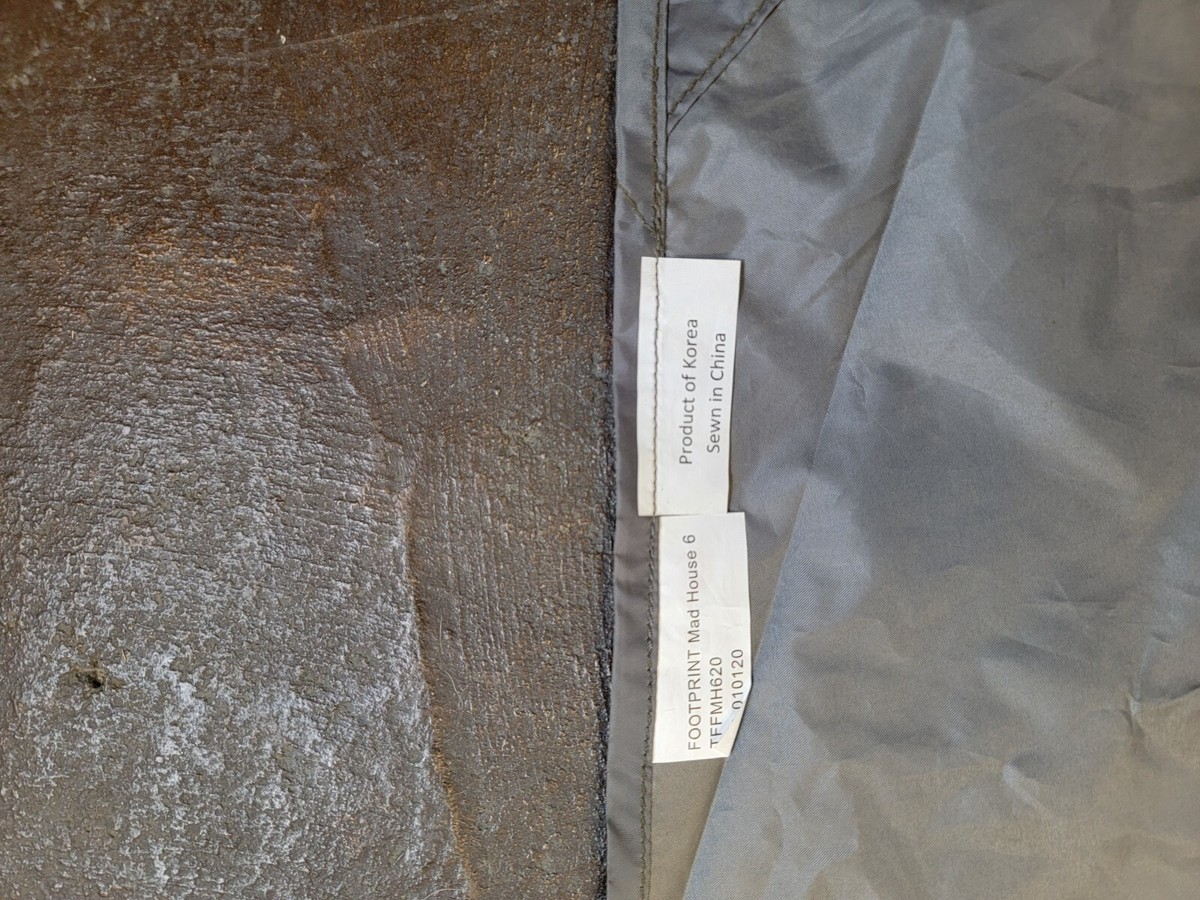 Product of Korea
Sewn in China
FOOTPRINT Mad House 6
TFFMH620
010120